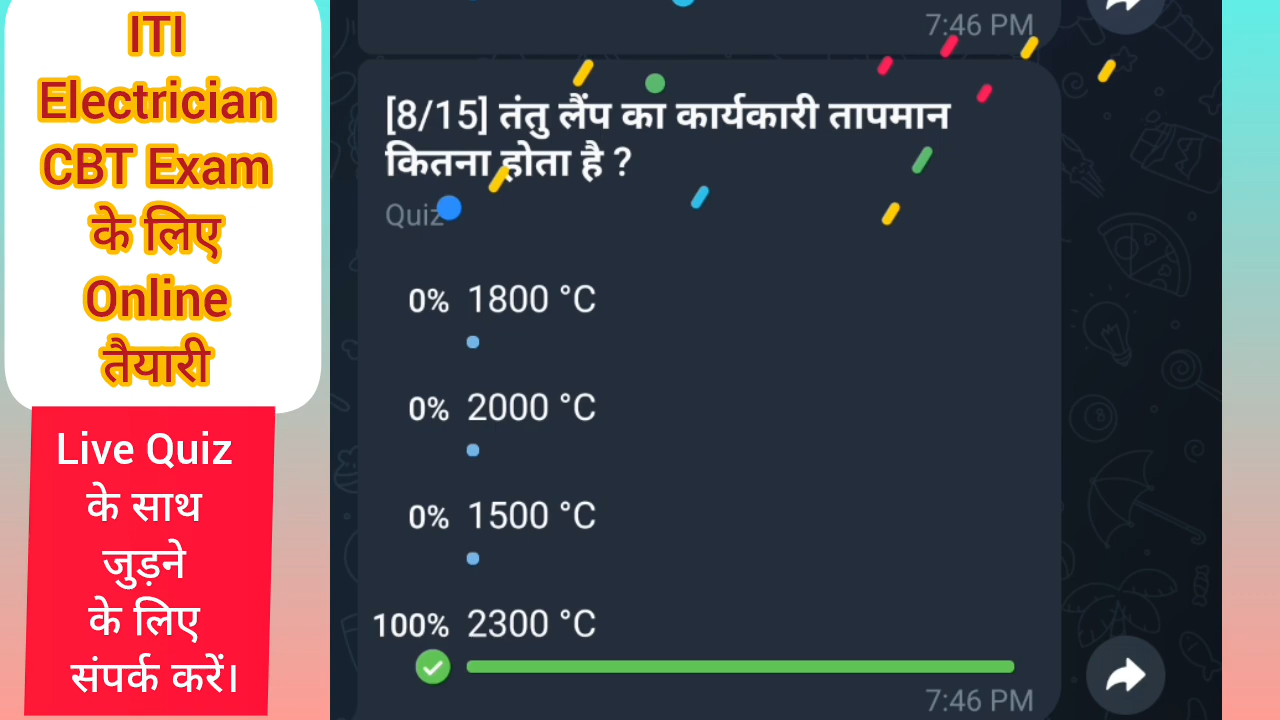 ITI
Electrician
CBT Exam
के लिए
Online
तैयारी
Live Quiz
के साथ
जुड़ने
के लिए
संपर्क करें।
7:46 PM
[8/15] तंतु लैंप का कार्यकारी तापमान
कितना होता है ?
Quiz
0% 1800 °C
0% 2000 °C
0% 1500 °C
100% 2300 °C
7:46 PM